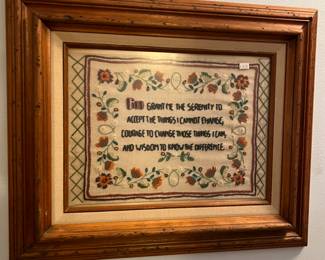 GOD GRANT ME THE SERENITY TO
ACCEPT THE THINGS I CANNOT CHANGE,
COURAGE TO CHANGE THOSE THINGS I CAN,
AND WISDOM TO KNOW THE DIFFERENCE.